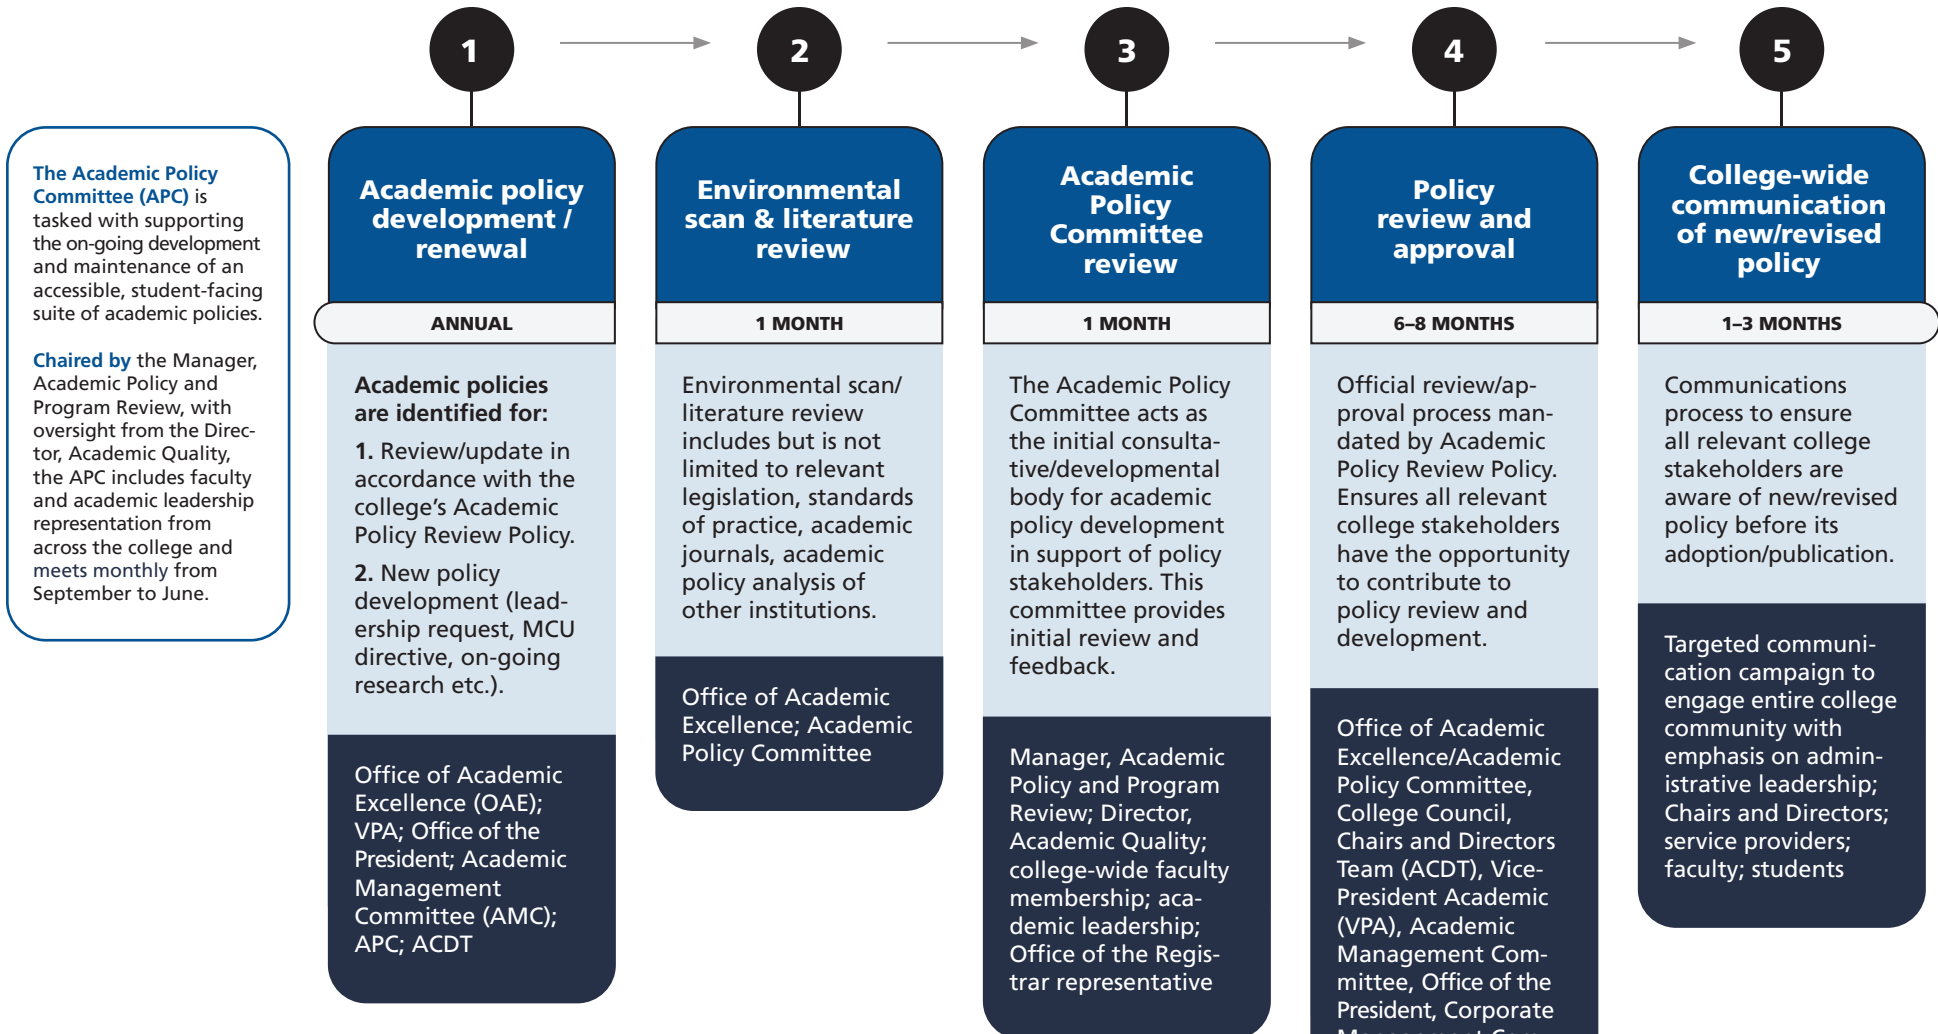 1
2
3
4
5
The Academic Policy
Committee (APC) is
tasked with supporting
the on-going development
and maintenance of an
accessible, student-facing
suite of academic policies.
Chaired by the Manager,
Academic Policy and
Program Review, with
oversight from the Direc-
tor, Academic Quality,
the APC includes faculty
and academic leadership
representation from
across the college and
meets monthly from
September to June.
Academic policy
development /
renewal
ANNUAL
Academic policies
are identified for:
1. Review/update in
accordance with the
college’s Academic
Policy Review Policy.
2. New policy
development (lead-
ership request, MCU
directive, on-going
research etc.).
Office of Academic
Excellence (OAE);
VPA; Office of the
President; Academic
Management
Committee (AMC);
APC; ACDT
Environmental
scan & literature
review
1 MONTH
Environmental scan/
literature review
includes but is not
limited to relevant
legislation, standards
of practice, academic
journals, academic
policy analysis of
other institutions.
Office of Academic
Excellence; Academic
Policy Committee
Academic
Policy
Committee
review
1 MONTH
The Academic Policy
Committee acts as
the initial consulta-
tive/developmental
body for academic
policy development
in support of policy
stakeholders. This
committee provides
initial review and
feedback.
Manager, Academic
Policy and Program
Review; Director,
Academic Quality;
college-wide faculty
membership; aca-
demic leadership;
Office of the Regis-
trar representative
Policy
review and
approval
6–8 MONTHS
Official review/ap-
proval process man-
dated by Academic
Policy Review Policy.
Ensures all relevant
college stakeholders
have the opportunity
to contribute to
policy review and
development.
Office of Academic
Excellence/Academic
Policy Committee,
College Council,
Chairs and Directors
Team (ACDT), Vice-
President Academic
(VPA), Academic
Management Com-
mittee, Office of the
President, Corporate
College-wide
communication
of new/revised
policy
1–3 MONTHS
Communications
process to ensure
all relevant college
stakeholders are
aware of new/revised
policy before its
adoption/publication.
Targeted communi-
cation campaign to
engage entire college
community with
emphasis on admin-
istrative leadership;
Chairs and Directors;
service providers;
faculty; students